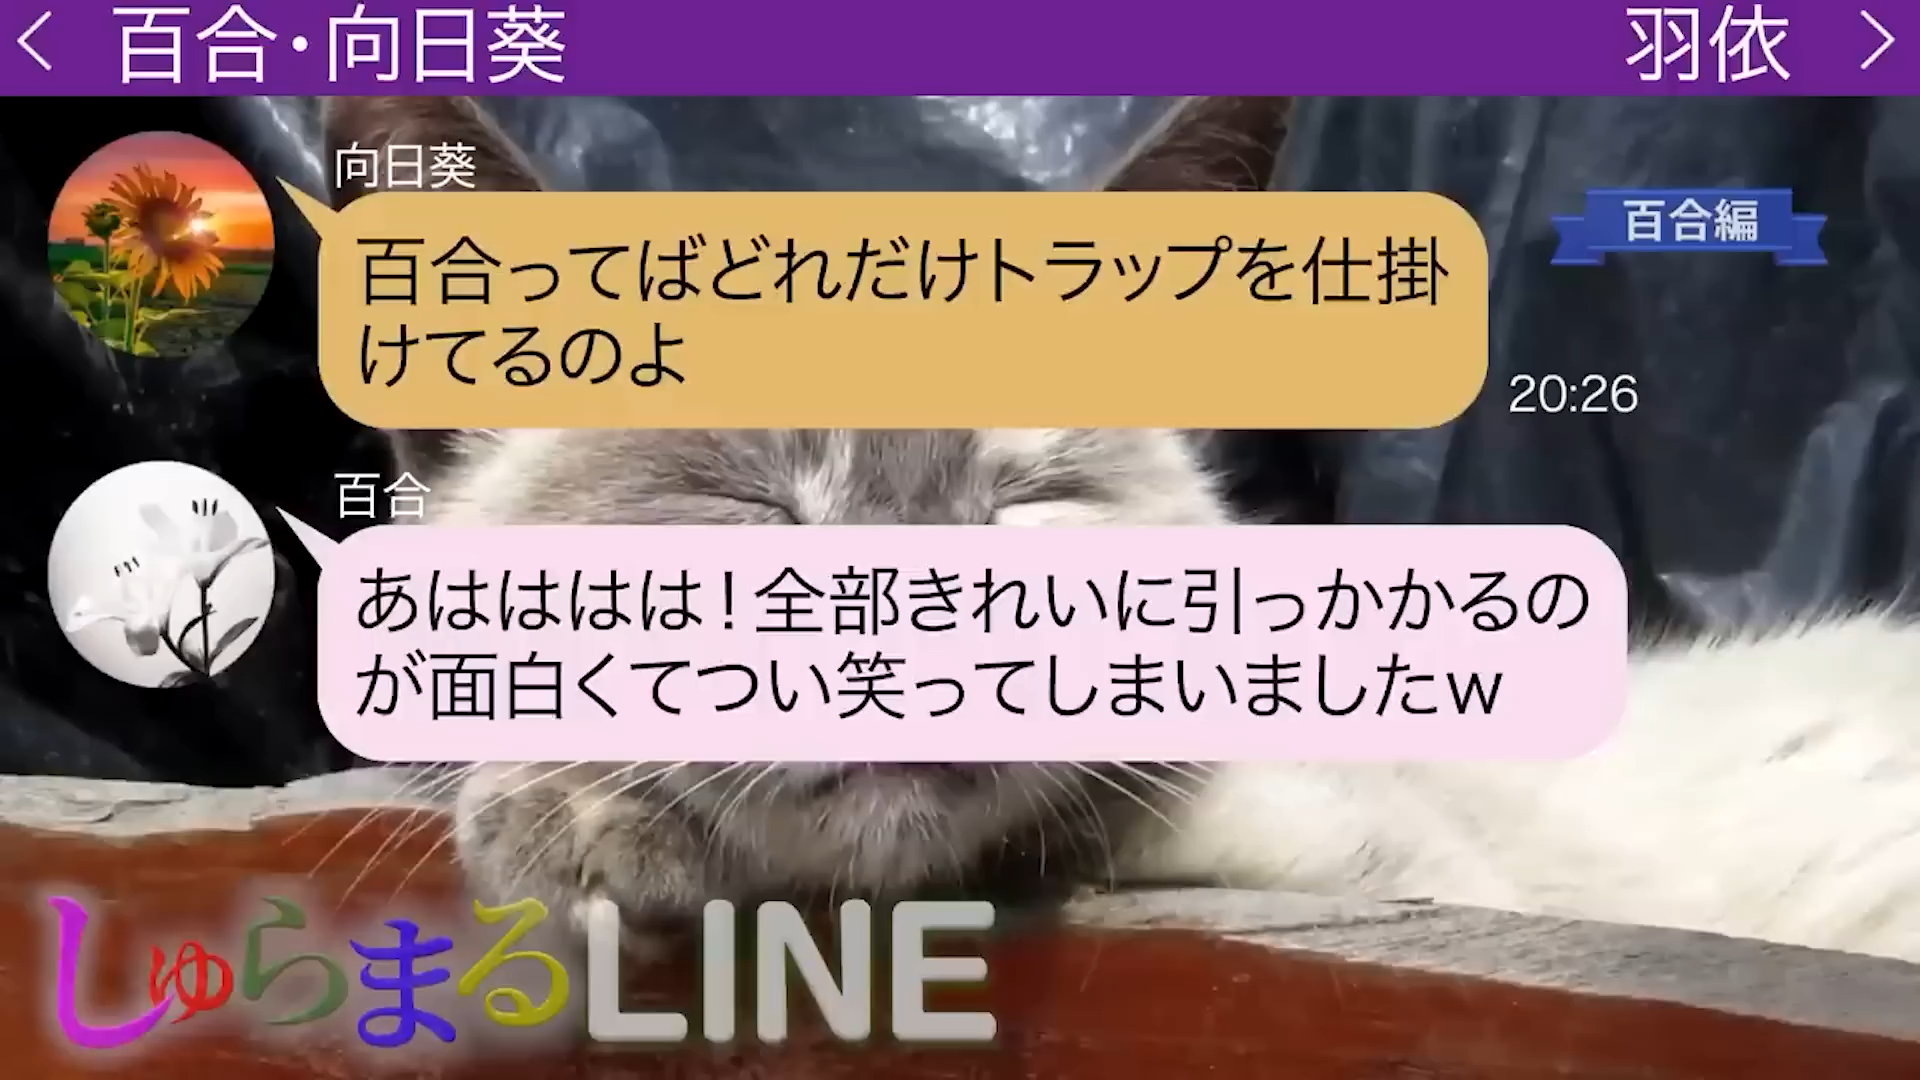 百合・向日葵
羽依
向日葵
百合ってばどれだけトラップを仕掛
けてるのよ
20:26
百合編
百合
あはははは！全部きれいに引っかかるの
が面白くてつい笑ってしまいましたw
しゅらまるLINE